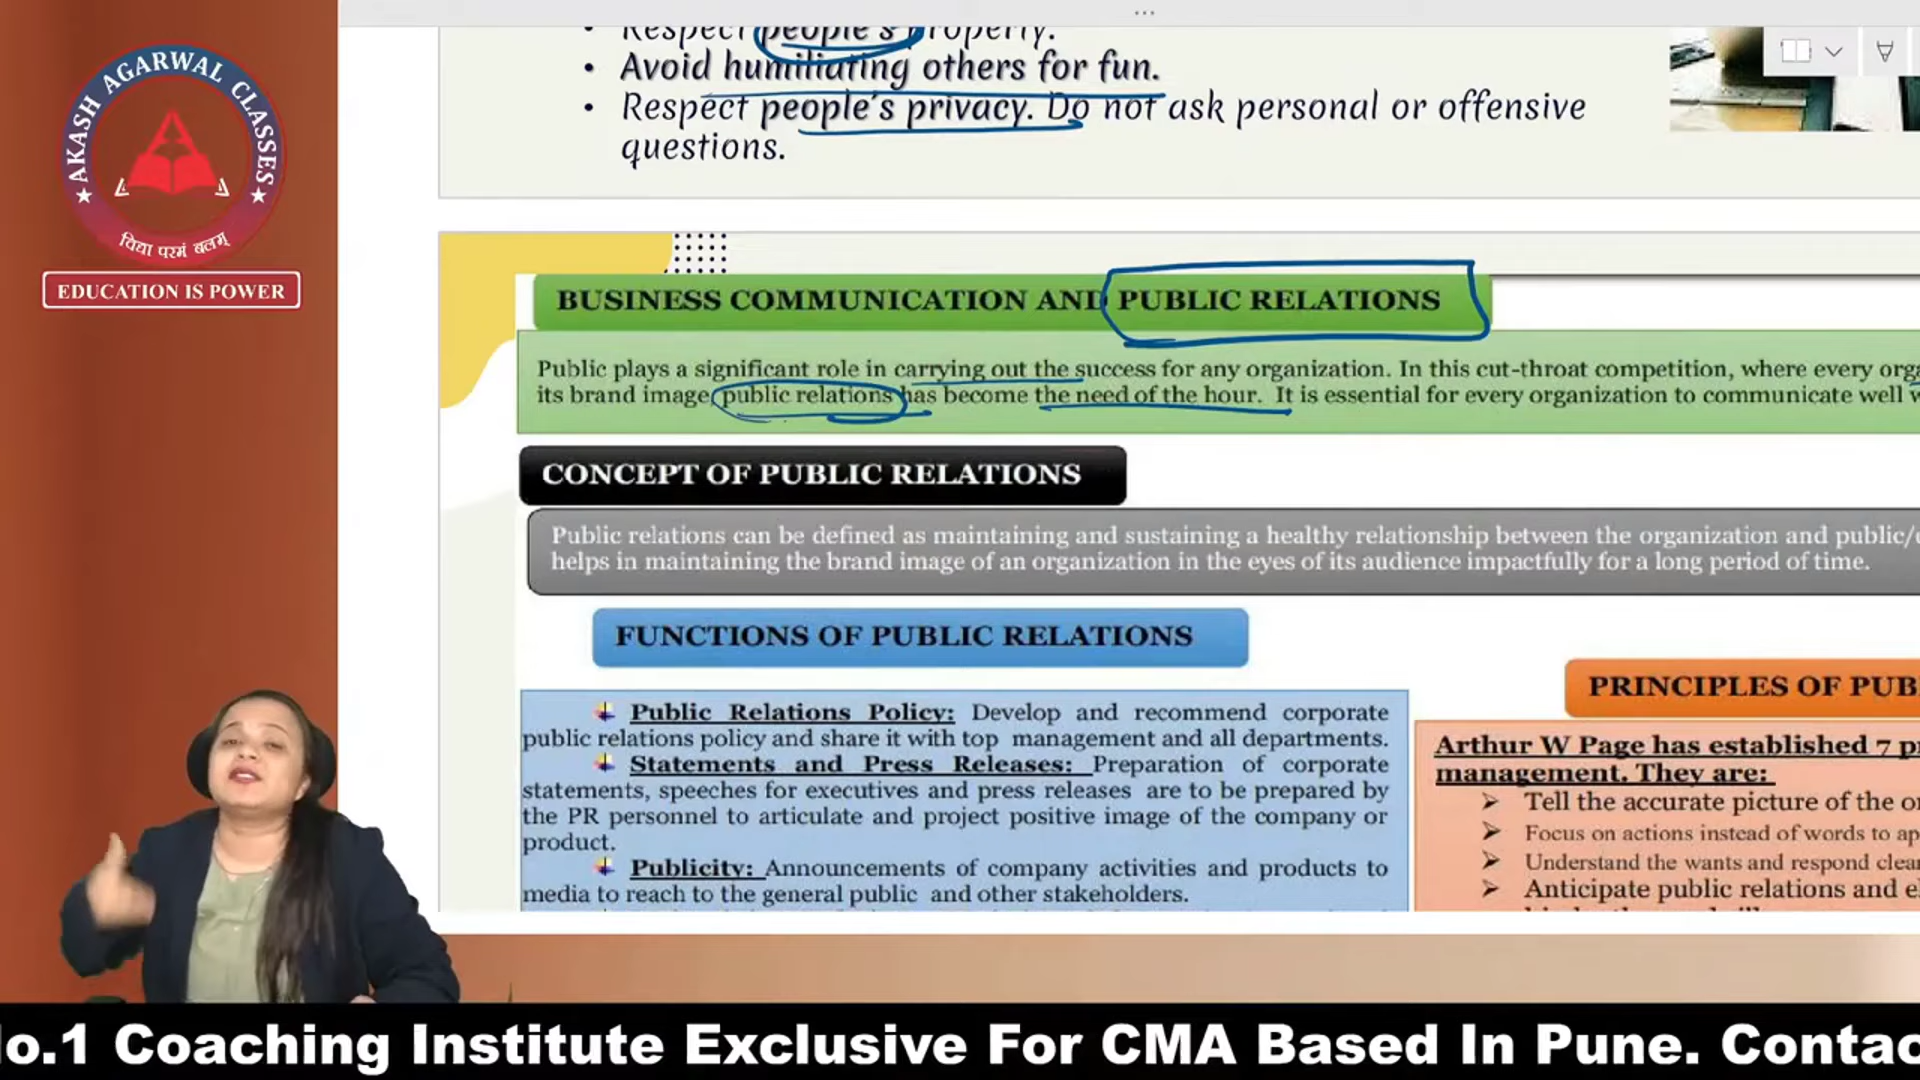 AKASH AGARWAL CLASSES
विद्या परमं बलम्
EDUCATION IS POWER
• Respect people's property.
• Avoid humiliating others for fun.
• Respect people's privacy. Do not ask personal or offensive
questions.
BUSINESS COMMUNICATION AND PUBLIC RELATIONS
Public plays a significant role in carrying out the success for any organization. In this cut-throat competition, where every
its brand image, public relations has become the need of the hour. It is essential for every organization to communicate well
CONCEPT OF PUBLIC RELATIONS
Public relations can be defined as maintaining and sustaining a healthy relationship between the organization and public/
helps in maintaining the brand image of an organization in the eyes of its audience impactfully for a long period of time.
FUNCTIONS OF PUBLIC RELATIONS
Public Relations Policy: Develop and recommend corporate
public relations policy and share it with top management and all departments.
Statements and Press Releases: Preparation of corporate
statements, speeches for executives and press releases are to be prepared by
the PR personnel to articulate and project positive image of the company or
product.
Publicity: Announcements of company activities and products to
media to reach to the general public and other stakeholders.
PRINCIPLES OF PUB
Arthur W Page has established 7
management. They are:
➢ Tell the accurate picture of the
➢ Focus on actions instead of words to
➢ Understand the wants and respond
➢ Anticipate public relations and
o.1 Coaching Institute Exclusive For CMA Based In Pune. Contac